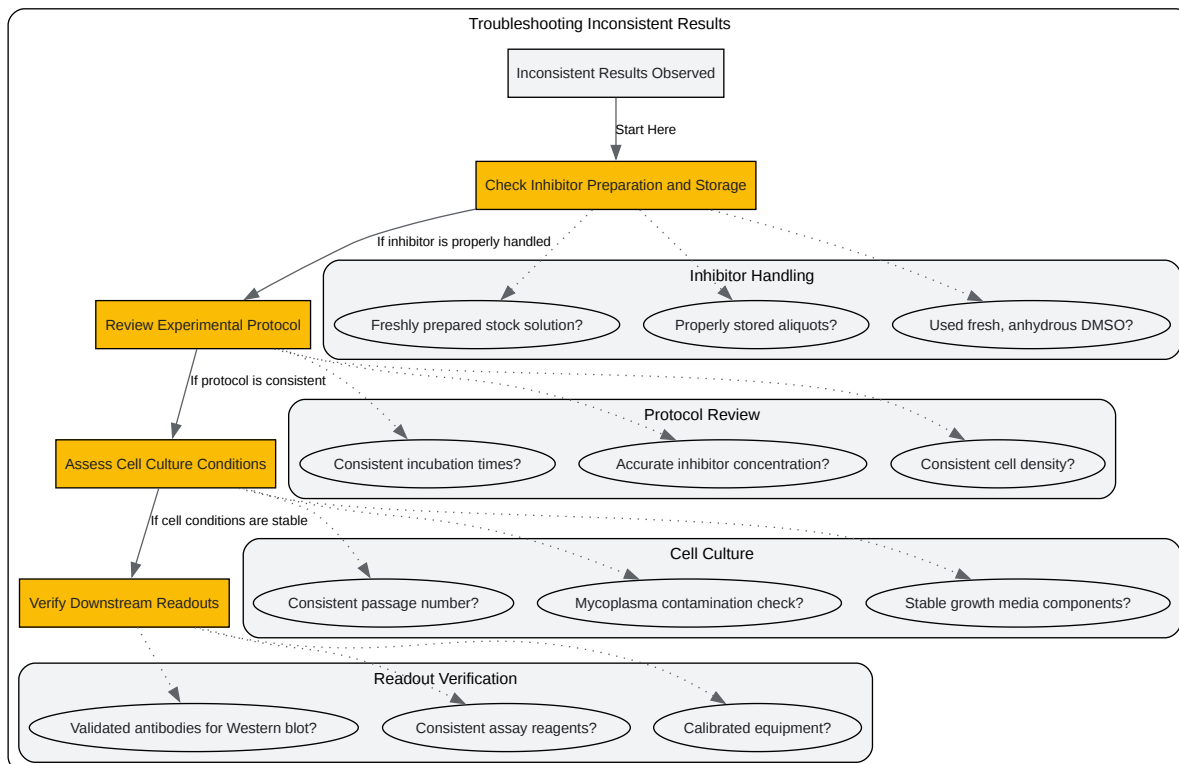 Troubleshooting Inconsistent Results
Inconsistent Results Observed
Start Here
Check Inhibitor Preparation and Storage
If inhibitor is properly handled
Inhibitor Handling
Review Experimental Protocol
Freshly prepared stock solution?
Properly stored aliquots?
Used fresh, anhydrous DMSO?
If protocol is consistent
Protocol Review
Assess Cell Culture Conditions
Consistent incubation times?
Accurate inhibitor concentration?
Consistent cell density?
If cell conditions are stable
Cell Culture
Verify Downstream Readouts
Consistent passage number?
Mycoplasma contamination check?
Stable growth media components?
Readout Verification
Validated antibodies for Western blot?
Consistent assay reagents?
Calibrated equipment?